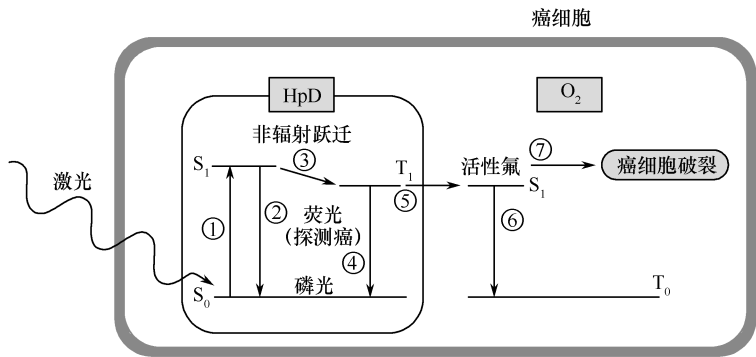 癌细胞
HpD
O₂
非辐射跃迁
S₁
③
T₁
活性氟
⑦
癌细胞破裂
激光
①
②
荧光
(探测癌)
④
⑤
S₁
⑥
S₀
磷光
T₀